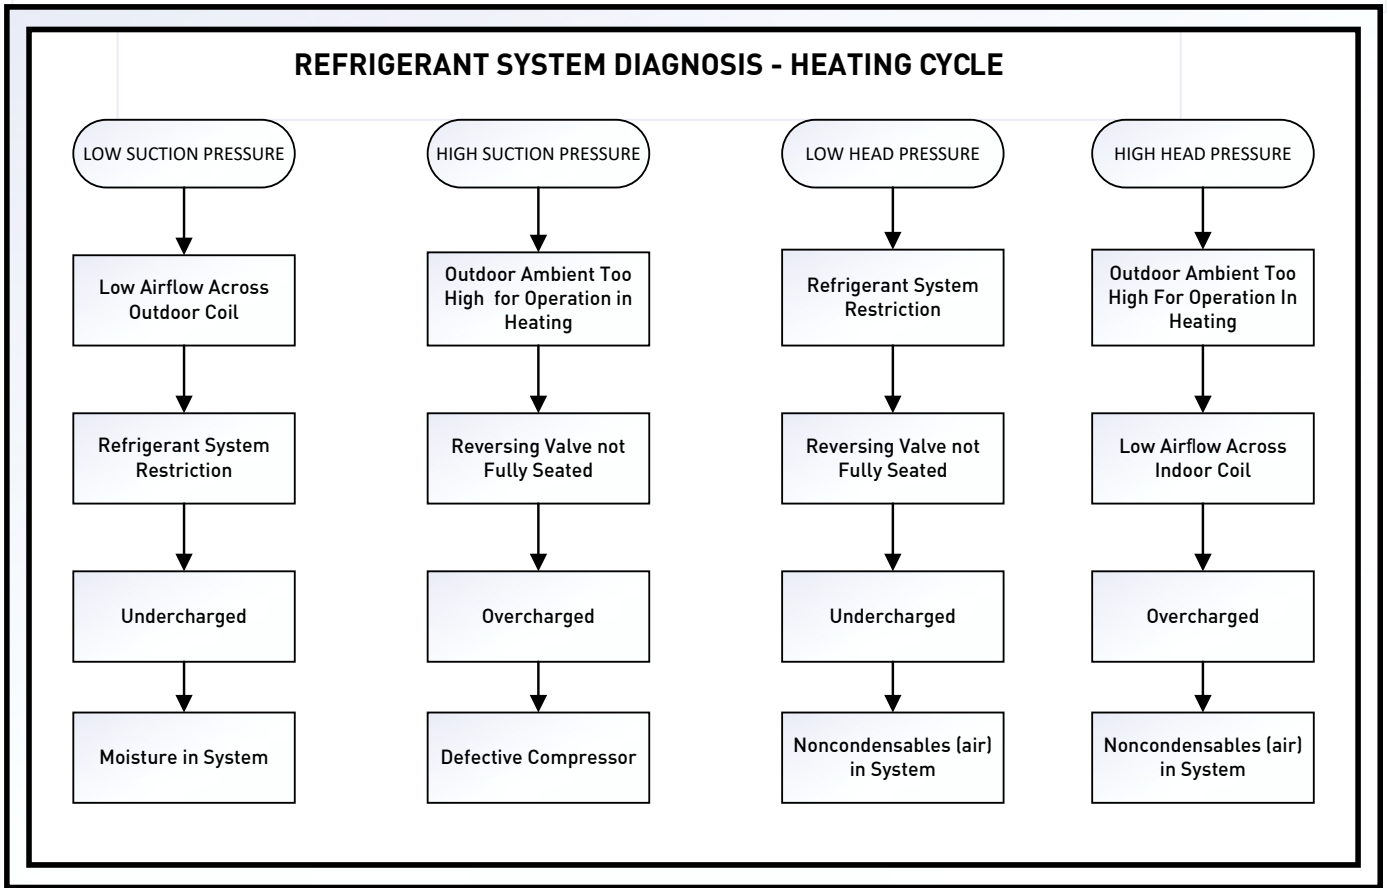 REFRIGERANT SYSTEM DIAGNOSIS - HEATING CYCLE
LOW SUCTION PRESSURE
Low Airflow Across
Outdoor Coil
Refrigerant System
Restriction
Undercharged
Moisture in System
HIGH SUCTION PRESSURE
Outdoor Ambient Too
High for Operation in
Heating
Reversing Valve not
Fully Seated
Overcharged
Defective Compressor
LOW HEAD PRESSURE
Refrigerant System
Restriction
Reversing Valve not
Fully Seated
Undercharged
Noncondensables (air)
in System
HIGH HEAD PRESSURE
Outdoor Ambient Too
High For Operation In
Heating
Low Airflow Across
Indoor Coil
Overcharged
Noncondensables (air)
in System